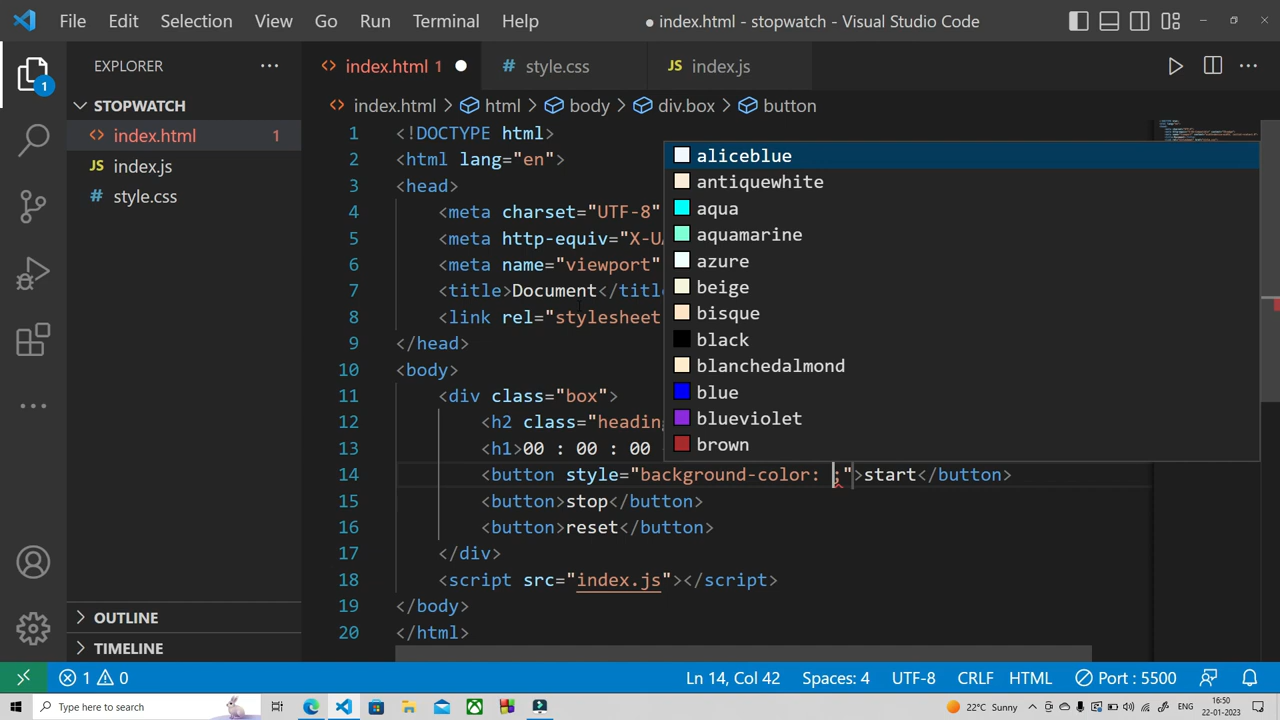 File Edit Selection View Go Run Terminal Help
● index.html - stopwatch - Visual Studio Code
EXPLORER
1
STOPWATCH
<> index.html 1
JS index.js
# style.css
OUTLINE
TIMELINE
<> index.html 1 ●
# style.css
JS index.js
<> index.html > html > body > div.box > button
1 <!DOCTYPE html>
2 <html lang="en">
3 <head>
4 <meta charset="UTF-8"
5 <meta http-equiv="X-UA
6 <meta name="viewport"
7 <title>Document</title
8 <link rel="stylesheet
9 </head>
10 <body>
11 <div class="box">
12 <h2 class="heading
13 <h1>00 : 00 : 00
14 <button style="background-color: ;">start</button>
15 <button>stop</button>
16 <button>reset</button>
17 </div>
18 <script src="index.js"></script>
19 </body>
20 </html>
aliceblue
antiquewhite
aqua
aquamarine
azure
beige
bisque
black
blanchedalmond
blue
blueviolet
brown
1 0
Ln 14, Col 42 Spaces: 4 UTF-8 CRLF HTML Port : 5500
Type here to search
22°C Sunny
ENG
16:50
22-01-2023